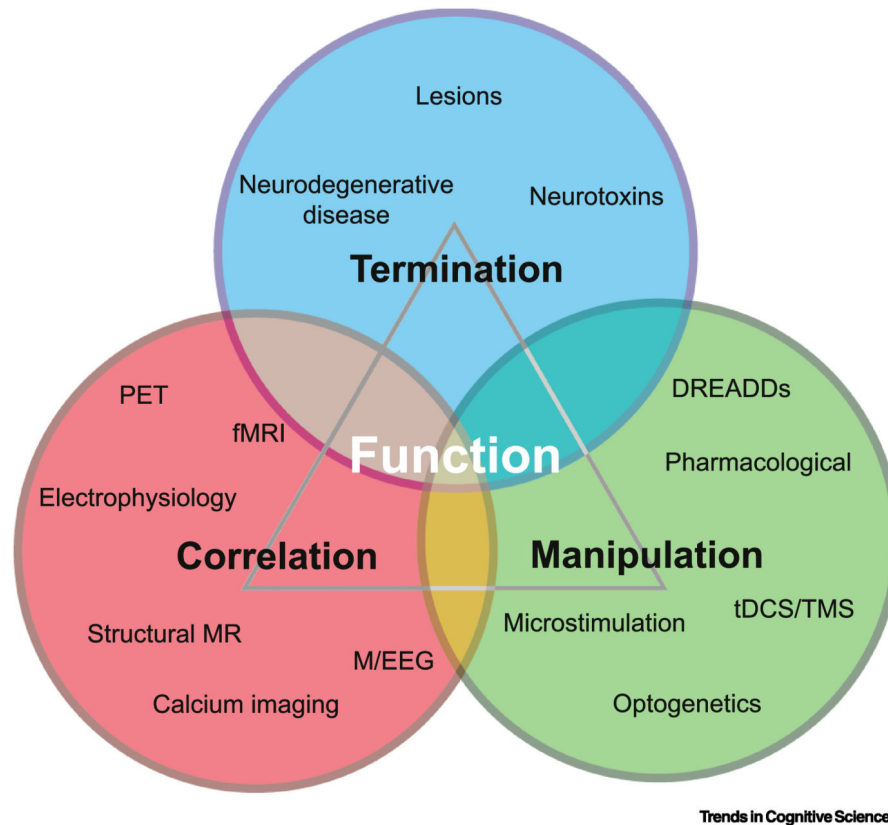 Lesions
Neurodegenerative
disease
Neurotoxins
Termination
PET
fMRI
DREADDs
Function
Pharmacological
Electrophysiology
Correlation
Manipulation
Structural MR
M/EEG
Microstimulation
tDCS/TMS
Calcium imaging
Optogenetics
Trends in Cognitive Science